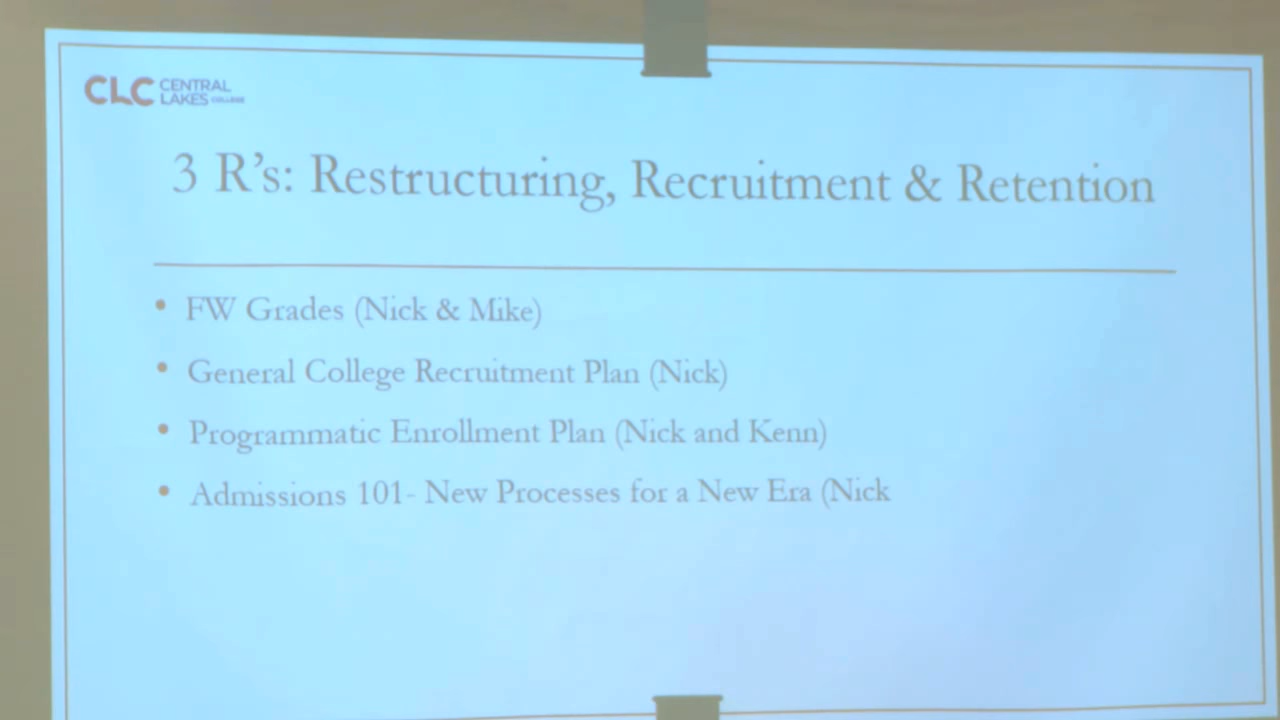 CLC CENTRAL
LAKES COLLEGE
3 R's: Restructuring, Recruitment & Retention
• FW Grades (Nick & Mike)
• General College Recruitment Plan (Nick)
• Programmatic Enrollment Plan (Nick and Kenn)
• Admissions 101- New Processes for a New Era (Nick